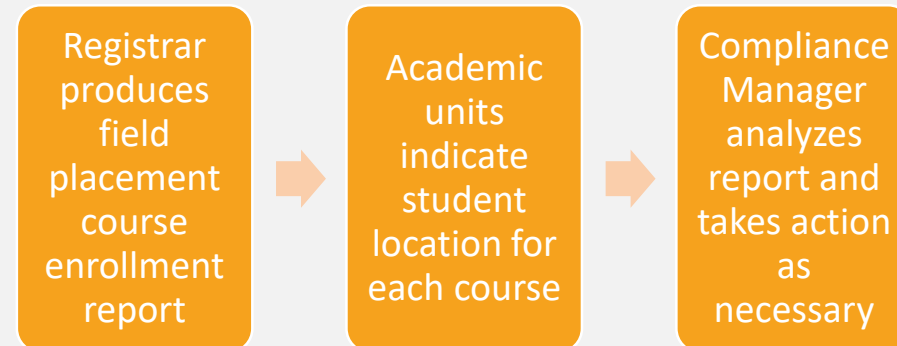 Registrar
produces
field
placement
course
enrollment
report
Academic
units
indicate
student
location for
each course
Compliance
Manager
analyzes
report and
takes action
as
necessary